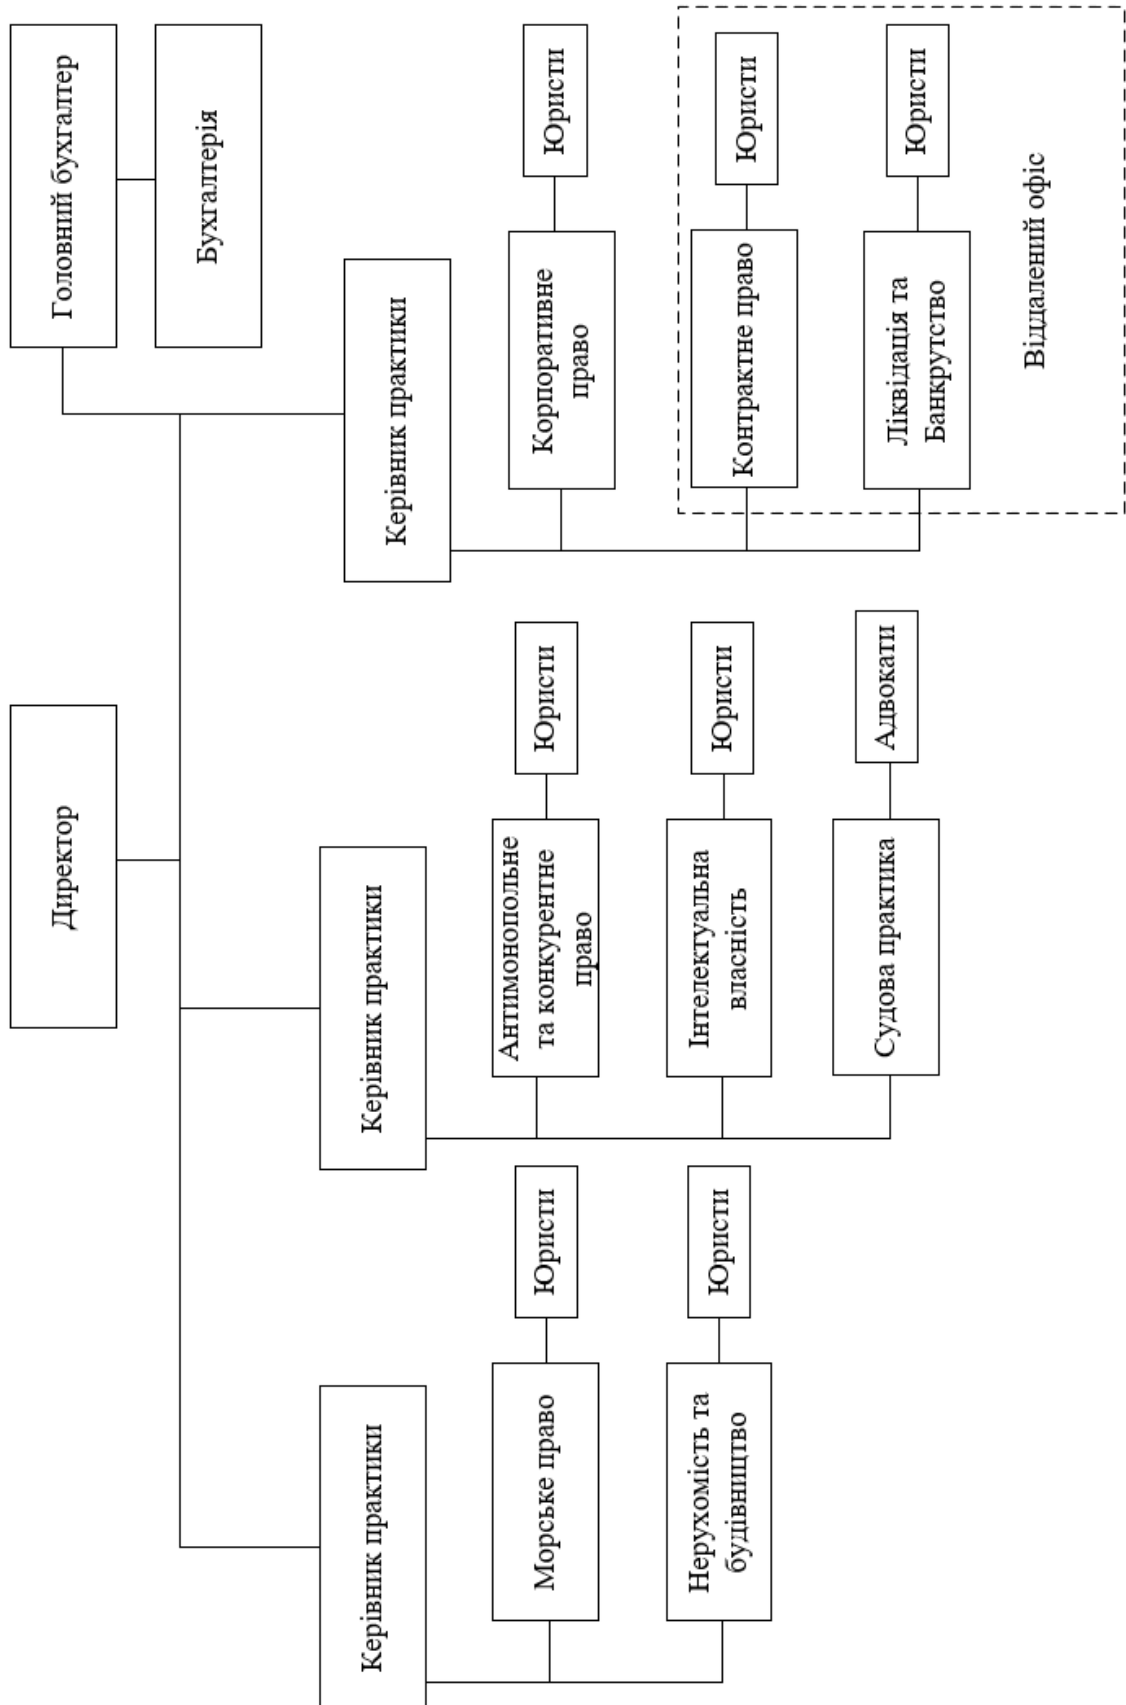 Директор
Головний бухгалтер
Бухгалтерія
Керівник практики
Морське право
Юристи
Нерухомість та
будівництво
Юристи
Керівник практики
Антимонопольне
та конкурентне
право
Юристи
Інтелектуальна
власність
Юристи
Судова практика
Адвокати
Керівник практики
Корпоративне
право
Юристи
Контрактне право
Юристи
Ліквідація та
Банкрутство
Юристи
Віддалений офіс